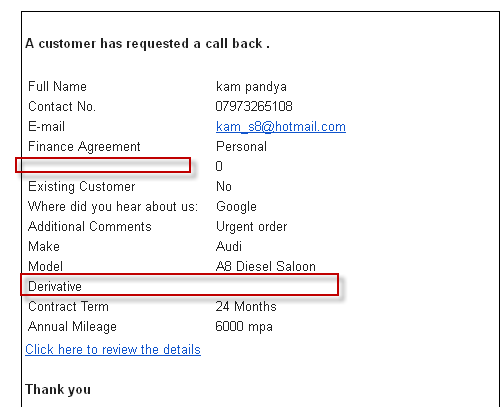 A customer has requested a call back .
Full Name kam pandya
Contact No. 07973265108
E-mail kam_s8@hotmail.com
Finance Agreement Personal
0
Existing Customer No
Where did you hear about us: Google
Additional Comments Urgent order
Make Audi
Model A8 Diesel Saloon
Derivative
Contract Term 24 Months
Annual Mileage 6000 mpa
Click here to review the details
Thank you